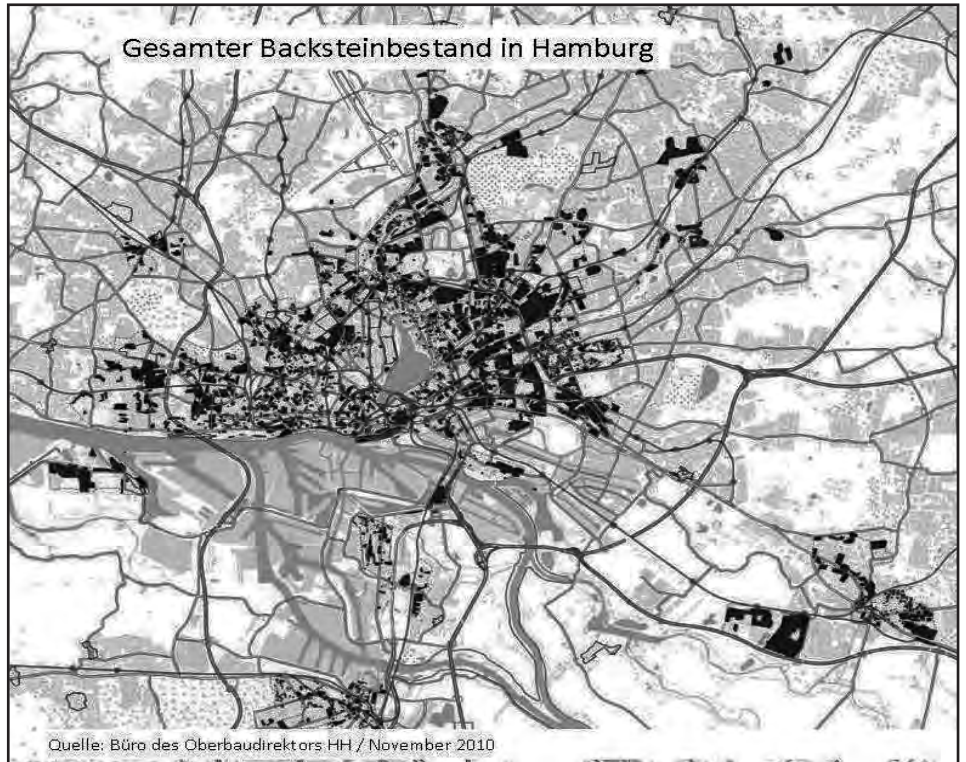 Gesamter Backsteinbestand in Hamburg
Quelle: Büro des Oberbaudirektors HH / November 2010